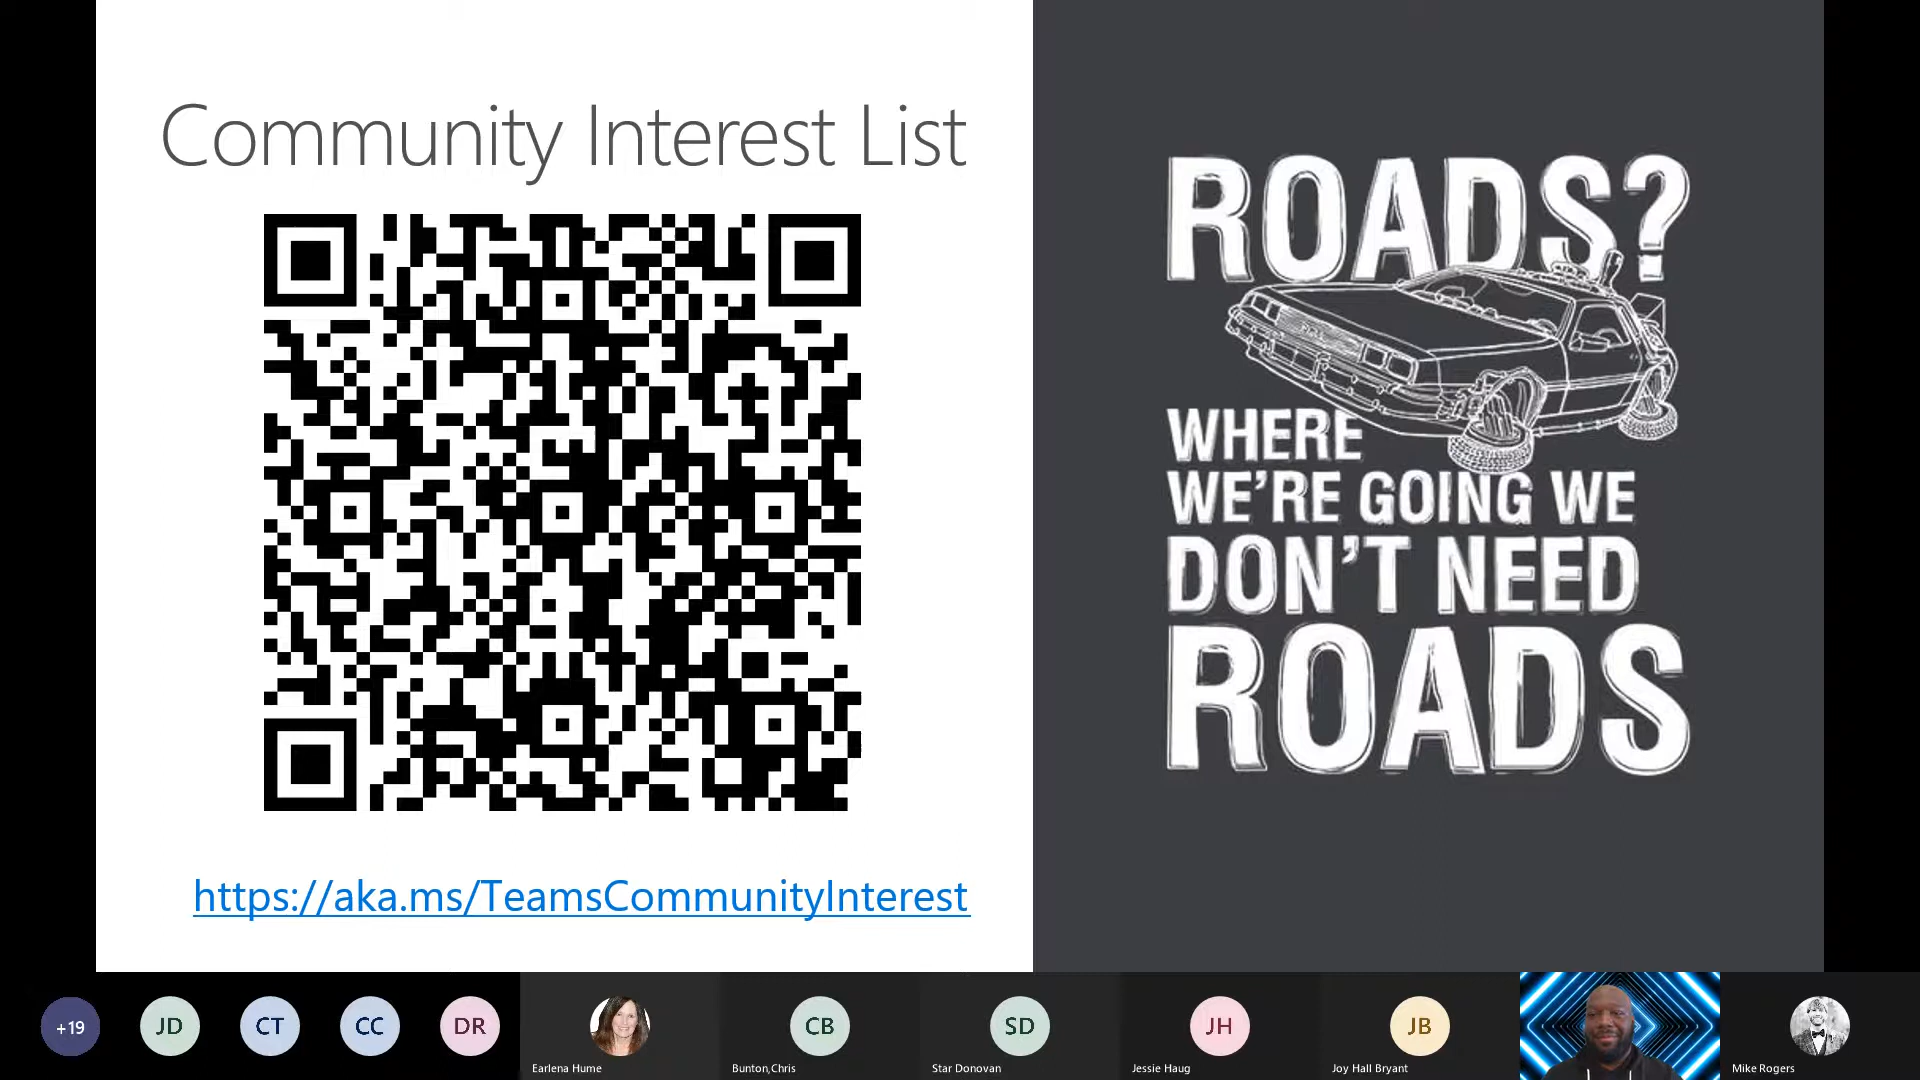 Community Interest List
https://aka.ms/TeamsCommunityInterest
ROADS?
WHERE
WE'RE GOING WE
DON'T NEED
ROADS
+19
JD
CT
CC
DR
Earlena Hume
CB
Bunton,Chris
SD
Star Donovan
JH
Jessie Haug
JB
Joy Hall Bryant
Mike Rogers